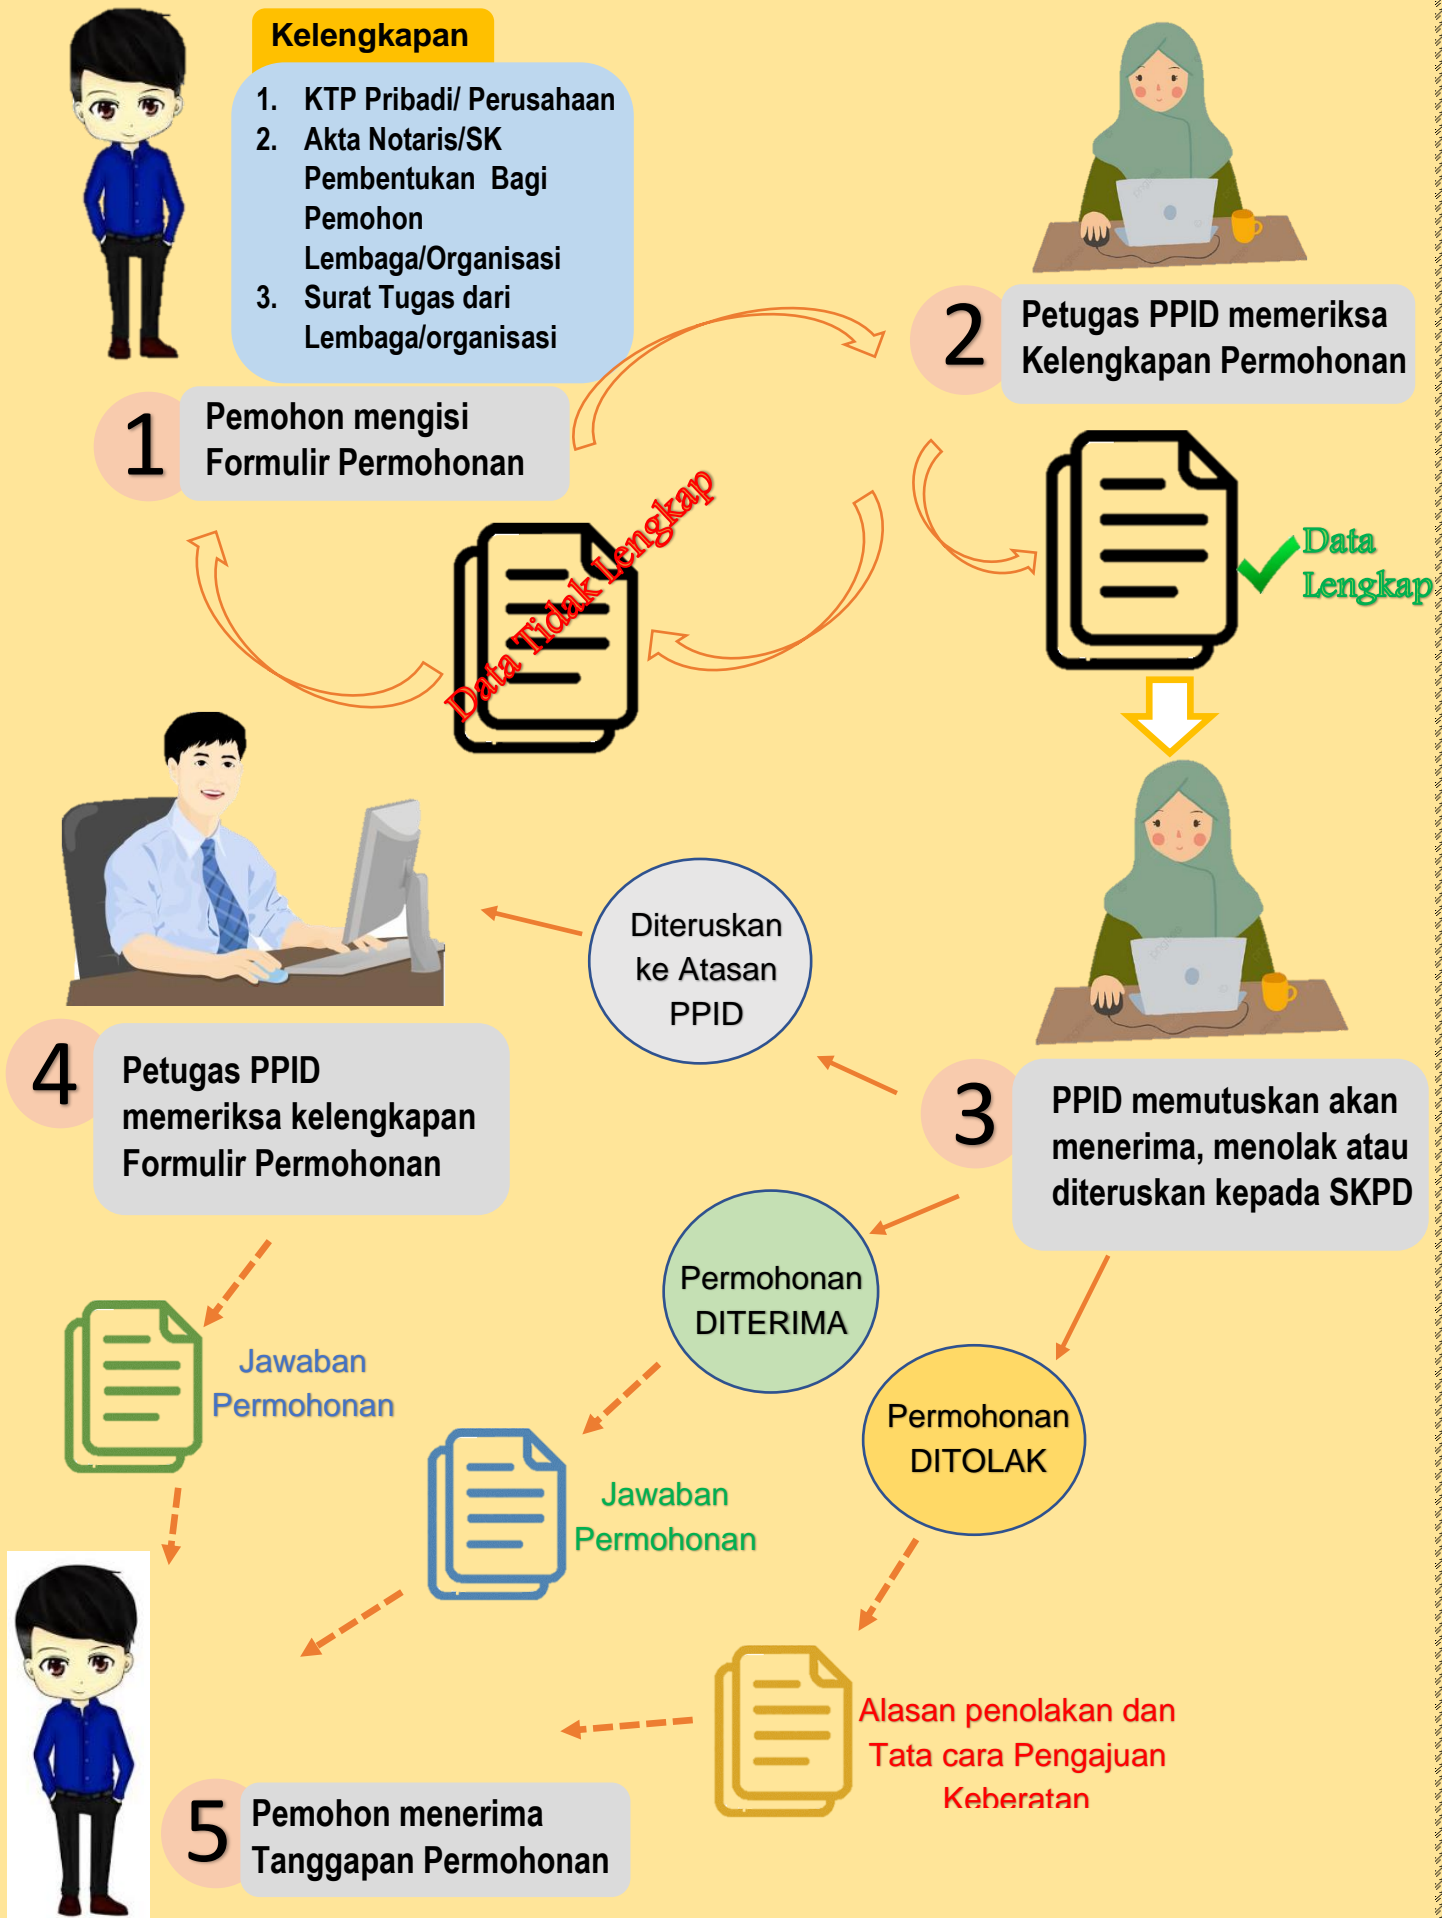 Kelengkapan
1. KTP Pribadi/ Perusahaan
2. Akta Notaris/SK
Pembentukan Bagi
Pemohon
Lembaga/Organisasi
3. Surat Tugas dari
Lembaga/organisasi
1
Pemohon mengisi
Formulir Permohonan
2
Petugas PPID memeriksa
Kelengkapan Permohonan
Data Tidak Lengkap
Data
Lengkap
3
PPID memutuskan akan
menerima, menolak atau
diteruskan kepada SKPD
Diteruskan
ke Atasan
PPID
4
Petugas PPID
memeriksa kelengkapan
Formulir Permohonan
Permohonan
DITERIMA
Permohonan
DITOLAK
Jawaban
Permohonan
Jawaban
Permohonan
Alasan penolakan dan
Tata cara Pengajuan
Keberatan
5
Pemohon menerima
Tanggapan Permohonan